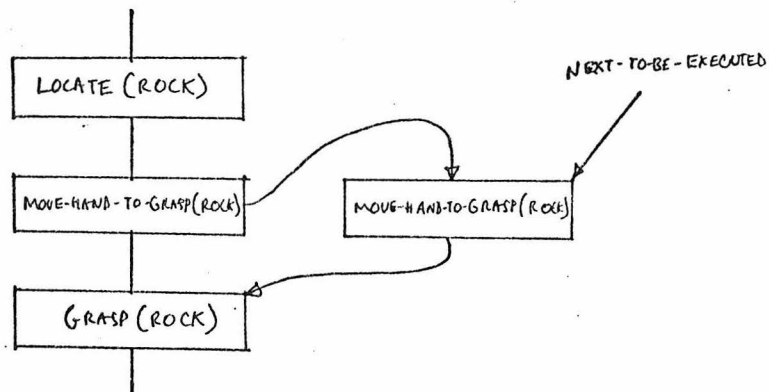 LOCATE (ROCK)
NEXT-TO-BE-EXECUTED
MOVE-HAND-TO-GRASP(ROCK)
MOVE-HAND-TO-GRASP(ROCK)
GRASP (ROCK)